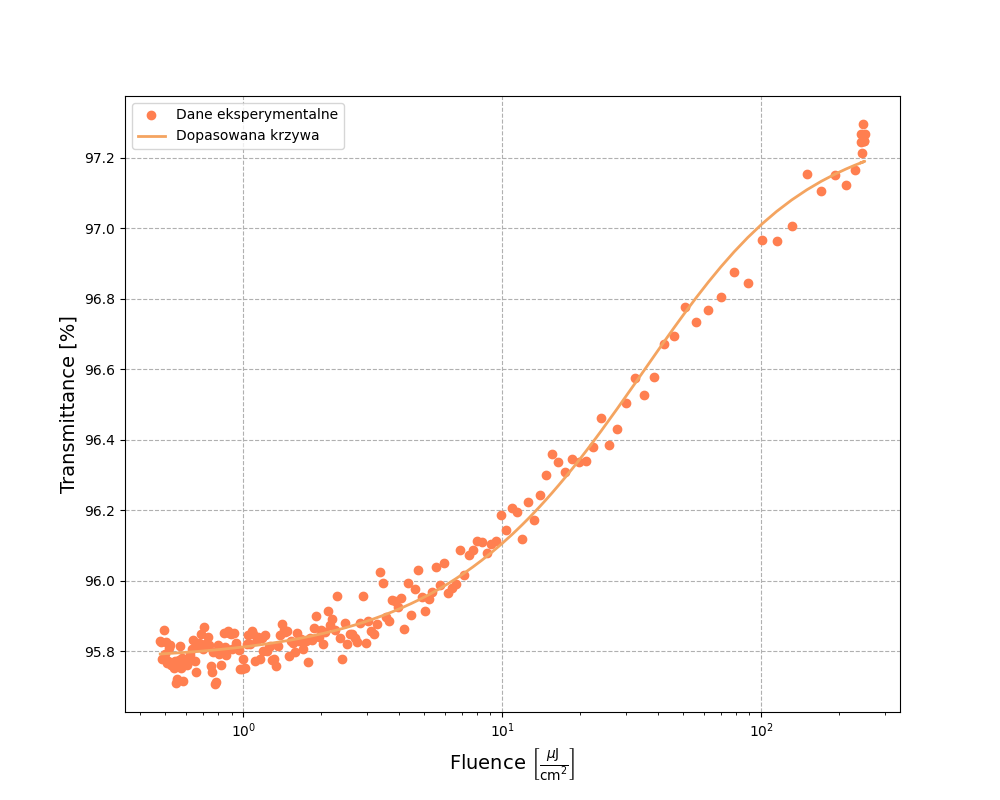 Dane eksperymentalne
Dopasowana krzywa
97.2
97.0
96.8
96.6
96.4
96.2
96.0
95.8
Transmittance [%]
10⁰ 10¹ 10²
Fluence [μJ/cm²]